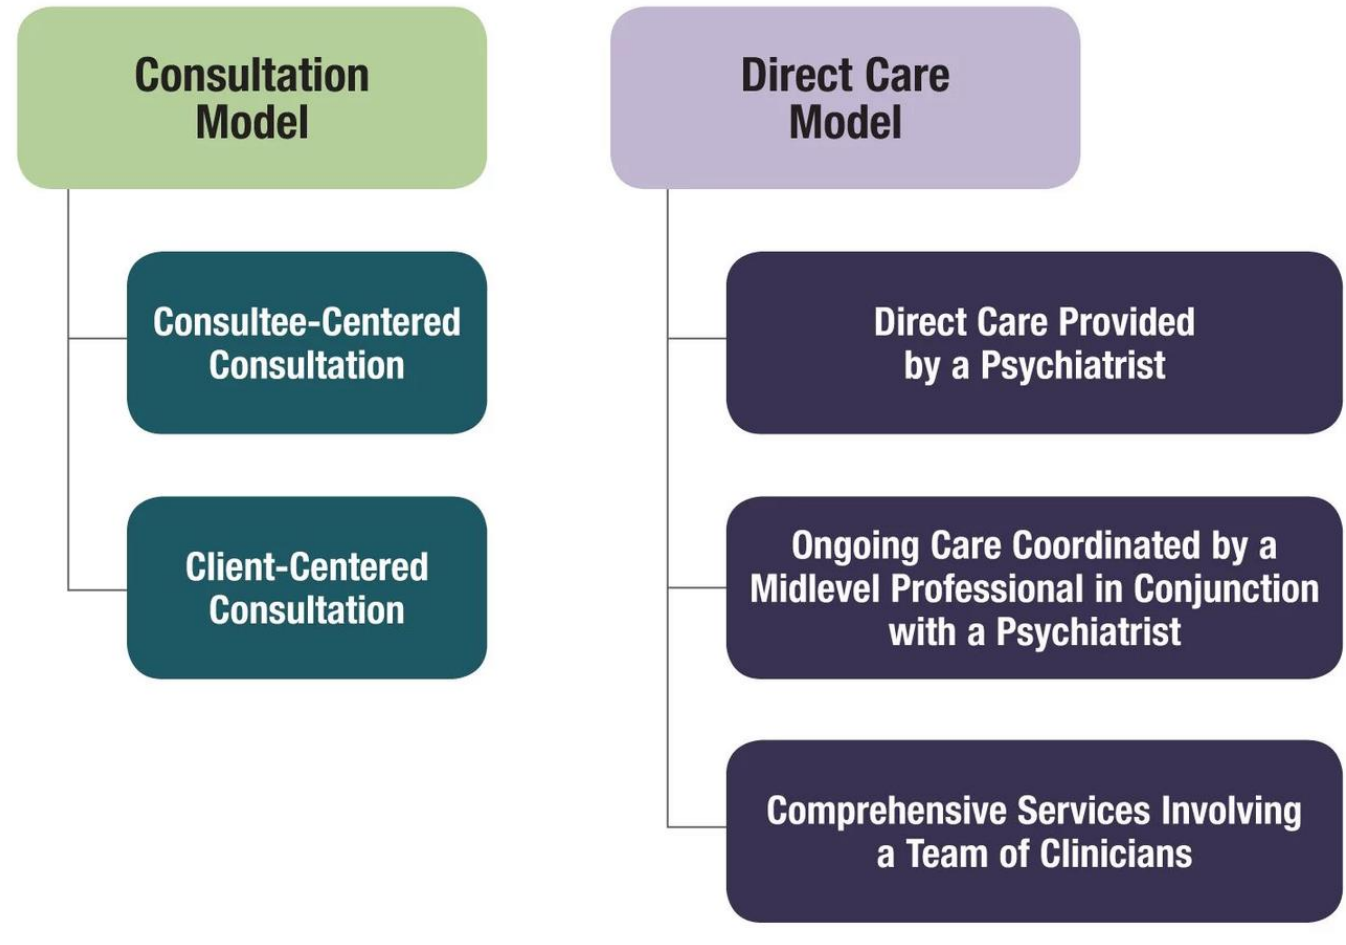 Consultation
Model
Consultee-Centered
Consultation
Client-Centered
Consultation
Direct Care
Model
Direct Care Provided
by a Psychiatrist
Ongoing Care Coordinated by a
Midlevel Professional in Conjunction
with a Psychiatrist
Comprehensive Services Involving
a Team of Clinicians